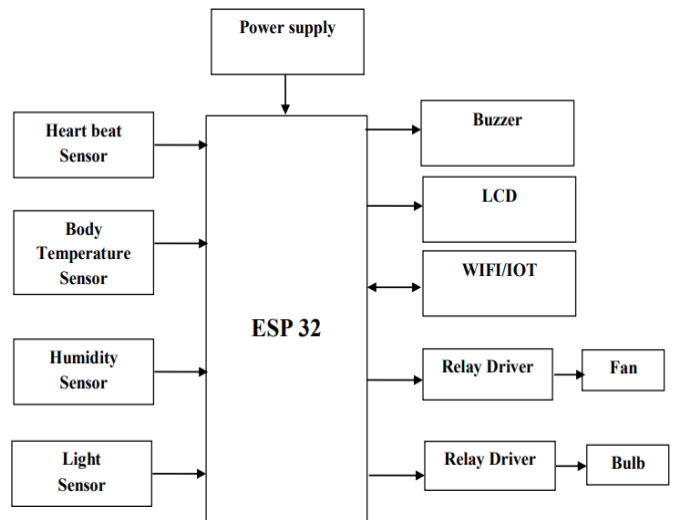 Power supply
Heart beat
Sensor
Body
Temperature
Sensor
Humidity
Sensor
Light
Sensor
ESP 32
Buzzer
LCD
WIFI/IOT
Relay Driver
Fan
Relay Driver
Bulb